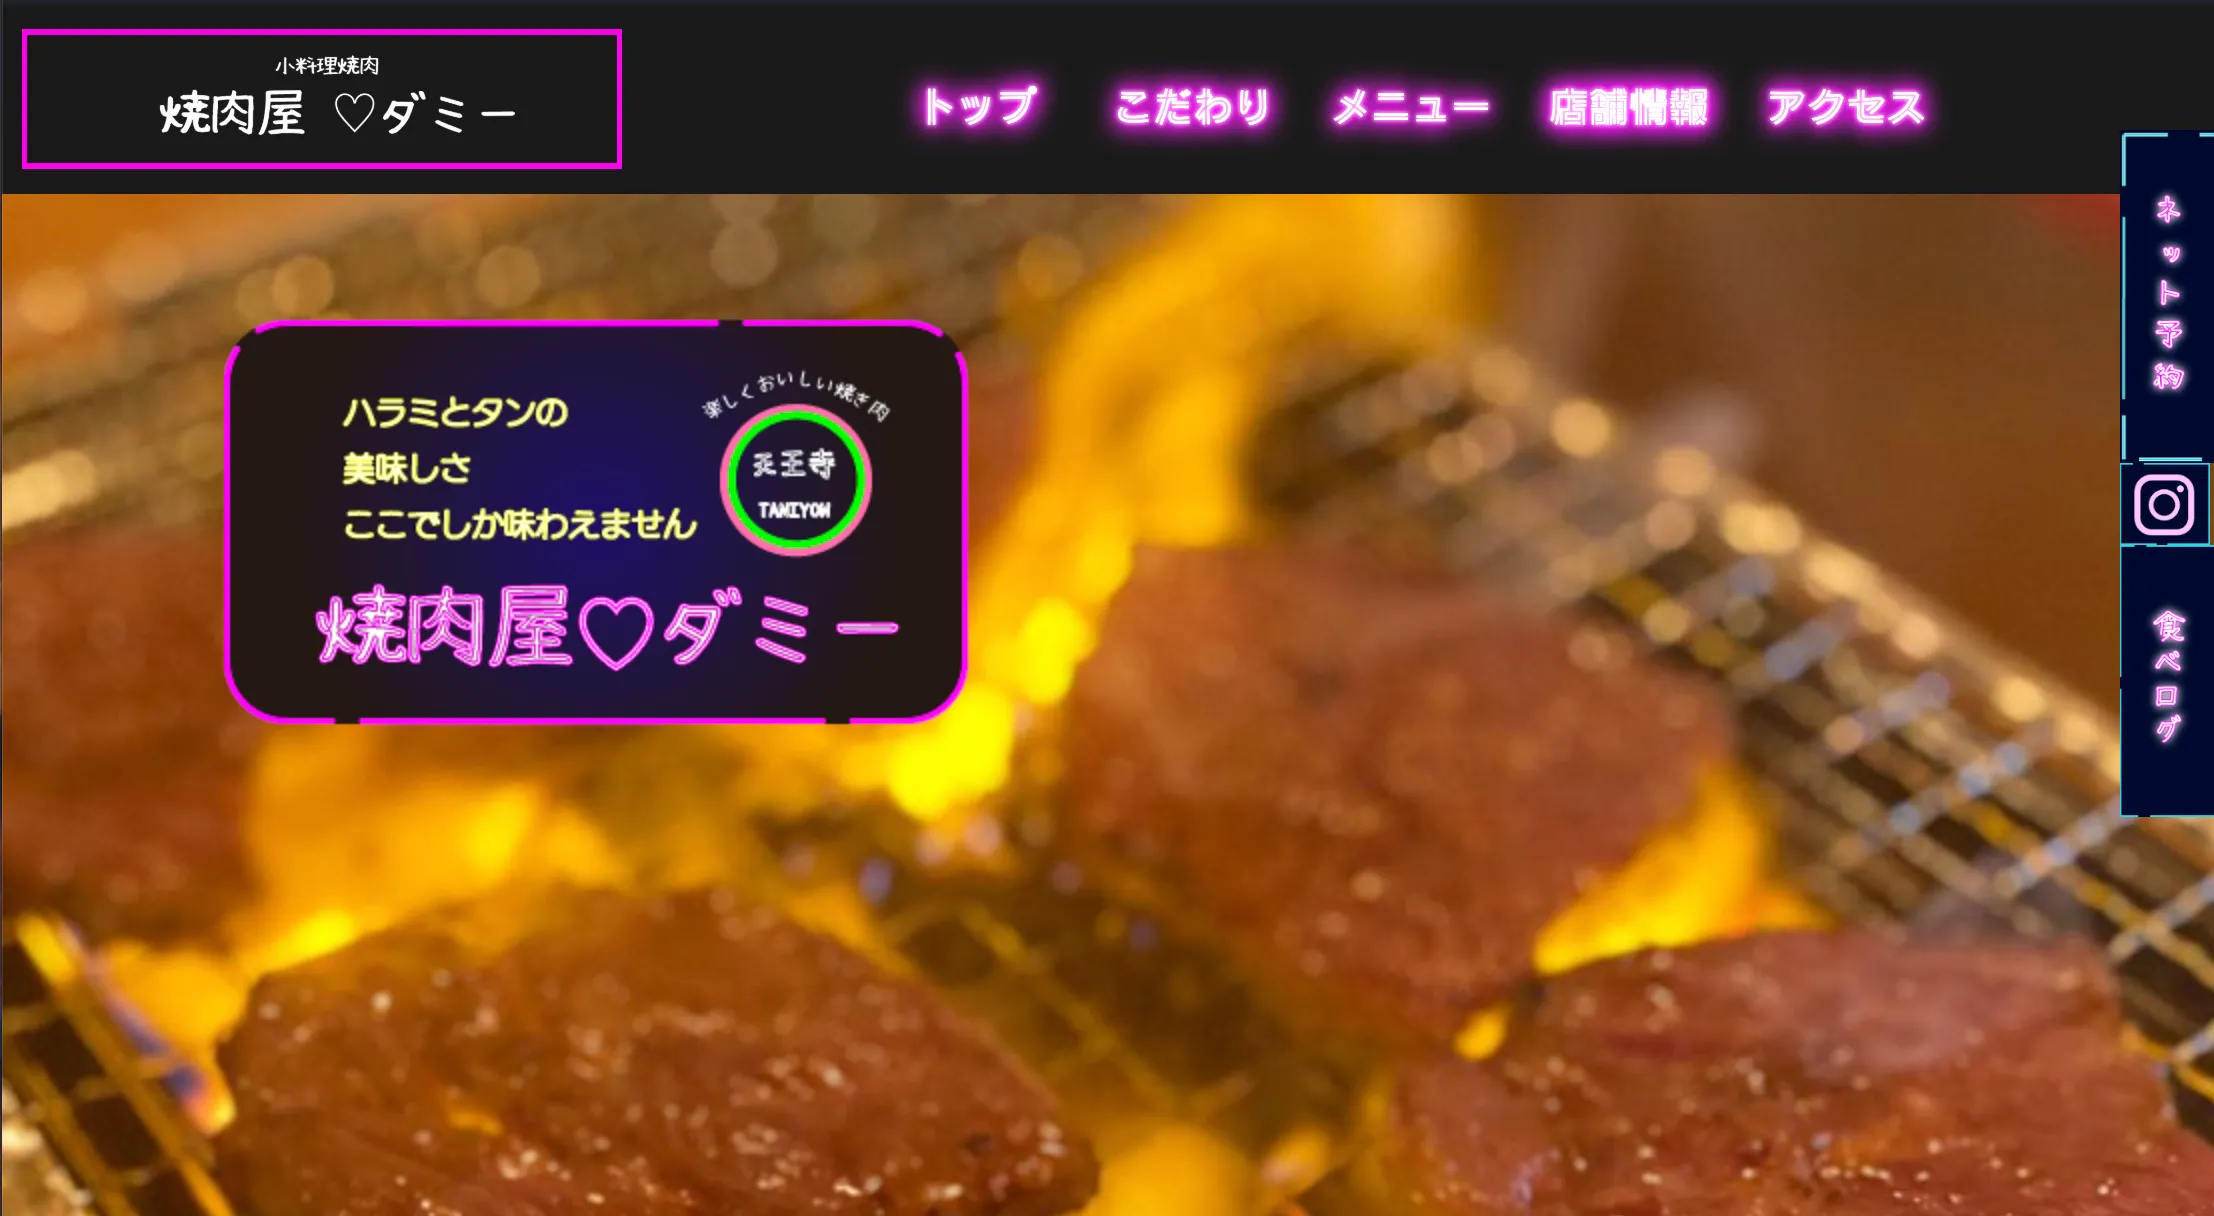 小料理焼肉
焼肉屋 ♡ダミー
トップ こだわり メニュー 店舗情報 アクセス
ハラミとタンの
美味しさ
ここでしか味わえません
楽しくおいしい焼き肉
天王寺
TAMIYON
焼肉屋♡ダミー
ネット予約
食べログ